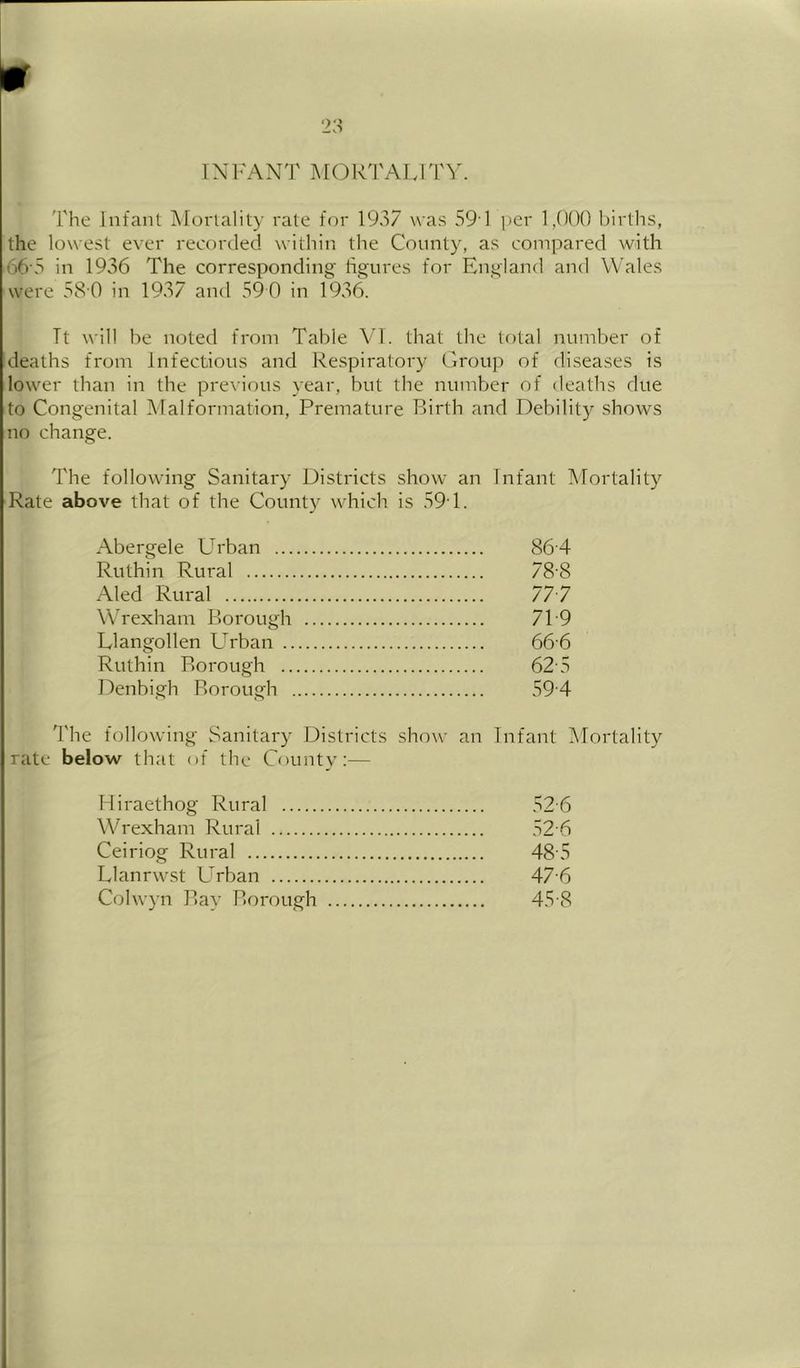 23
INFANT MORTALITY.
The Infant Mortality rate for 1937 was 59·1 per 1,000 births,
the lowest ever recorded within the County, as compared with
66·5 in 1936 The corresponding figures for England and Wales
were 58·0 in 1937 and 59·0 in 1936.
It will be noted from Table VI. that the total number of
deaths from Infectious and Respiratory Group of diseases is
lower than in the previous year, but the number of deaths due
to Congenital Malformation, Premature Birth and Debility shows
no change.
The following Sanitary Districts show an Infant Mortality
Rate above that of the County which is 59·1.
Abergele Urban ................................ 86·4
Ruthin Rural ................................ 78·8
Aled Rural ................................ 77·7
Wrexham Borough ................................ 71·9
Llangollen Urban ................................ 66·6
Ruthin Borough ................................ 62·5
Denbigh Borough ................................ 59·4
The following Sanitary Districts show an Infant Mortality
rate below that of the County:—
Hiraethog Rural ................................ 52·6
Wrexham Rural ................................ 52·6
Ceiriog Rural ................................ 48·5
Llanrwst Urban ................................ 47·6
Colwyn Bay Borough ................................ 45·8